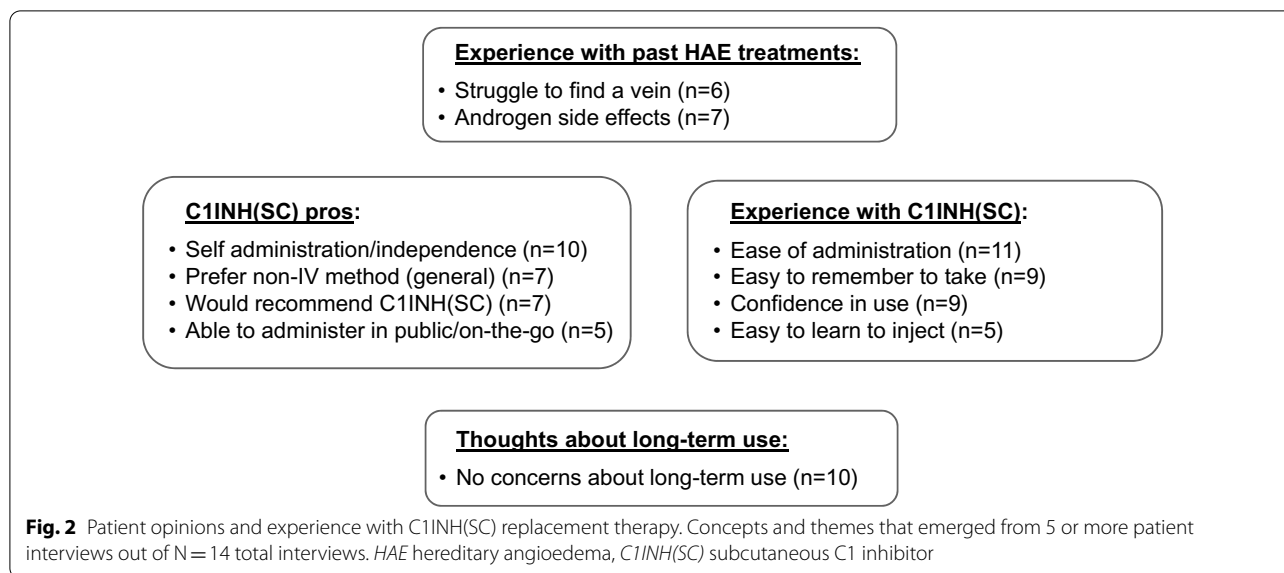 Experience with past HAE treatments:
• Struggle to find a vein (n=6)
• Androgen side effects (n=7)
C1INH(SC) pros:
• Self administration/independence (n=10)
• Prefer non-IV method (general) (n=7)
• Would recommend C1INH(SC) (n=7)
• Able to administer in public/on-the-go (n=5)
Experience with C1INH(SC):
• Ease of administration (n=11)
• Easy to remember to take (n=9)
• Confidence in use (n=9)
• Easy to learn to inject (n=5)
Thoughts about long-term use:
• No concerns about long-term use (n=10)
Fig. 2 Patient opinions and experience with C1INH(SC) replacement therapy. Concepts and themes that emerged from 5 or more patient
interviews out of N = 14 total interviews. HAE hereditary angioedema, C1INH(SC) subcutaneous C1 inhibitor